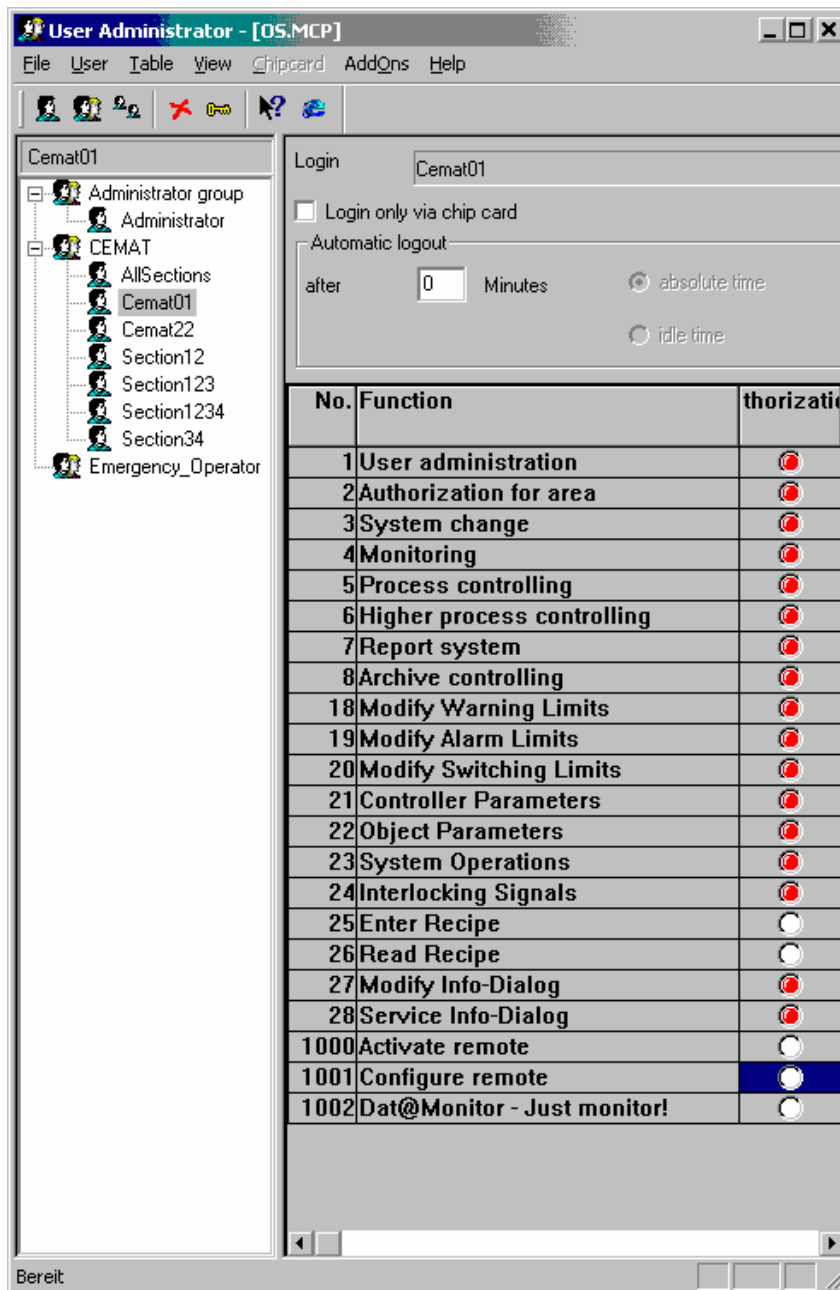 User Administrator - [OS.MCP]
File User Table View Chipcard AddOns Help
Cemat01
Administrator group
Administrator
CEMAT
AllSections
Cemat01
Cemat22
Section12
Section123
Section1234
Section34
Emergency_Operator
Login Cemat01
Login only via chip card
Automatic logout
after 0 Minutes absolute time
idle time
No. Function thorizatio
1 User administration
2 Authorization for area
3 System change
4 Monitoring
5 Process controlling
6 Higher process controlling
7 Report system
8 Archive controlling
18 Modify Warning Limits
19 Modify Alarm Limits
20 Modify Switching Limits
21 Controller Parameters
22 Object Parameters
23 System Operations
24 Interlocking Signals
25 Enter Recipe
26 Read Recipe
27 Modify Info-Dialog
28 Service Info-Dialog
1000 Activate remote
1001 Configure remote
1002 Dat@Monitor - Just monitor!
Bereit